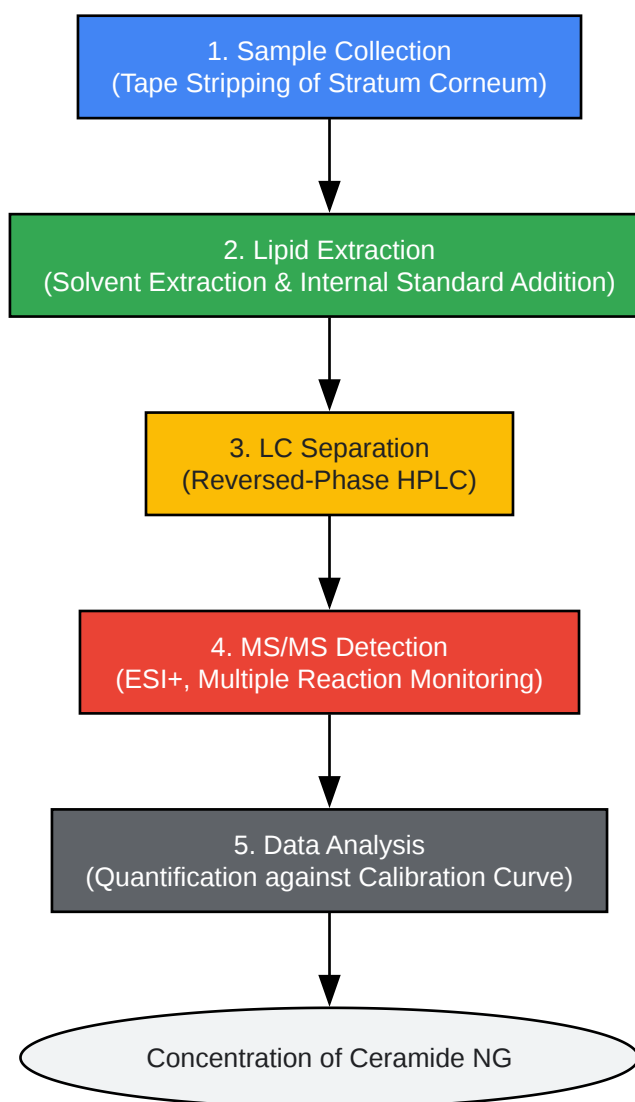 1. Sample Collection
(Tape Stripping of Stratum Corneum)
2. Lipid Extraction
(Solvent Extraction & Internal Standard Addition)
3. LC Separation
(Reversed-Phase HPLC)
4. MS/MS Detection
(ESI+, Multiple Reaction Monitoring)
5. Data Analysis
(Quantification against Calibration Curve)
Concentration of Ceramide NG